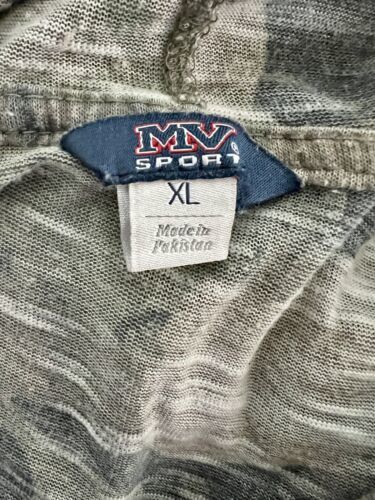 MV
SPORT
XL
Made in
Pakistan